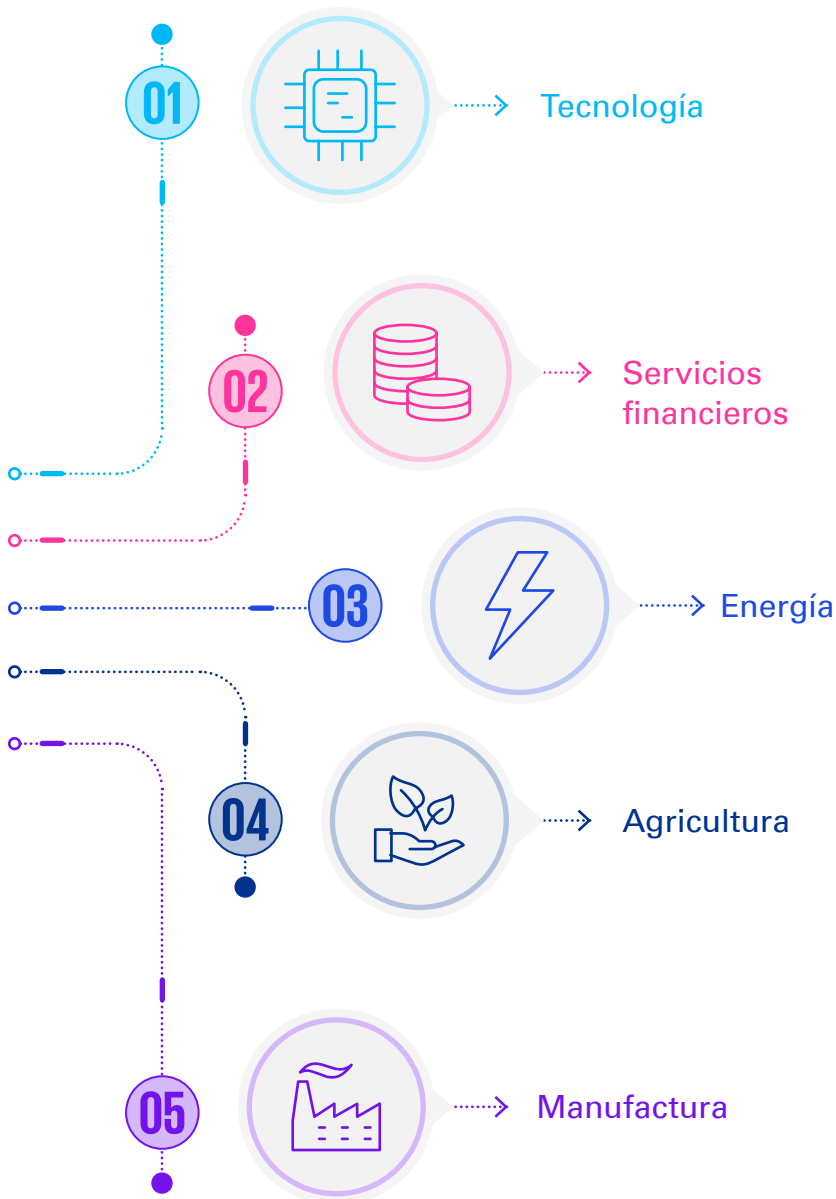 01
Tecnología
02
Servicios
financieros
03
Energía
04
Agricultura
05
Manufactura